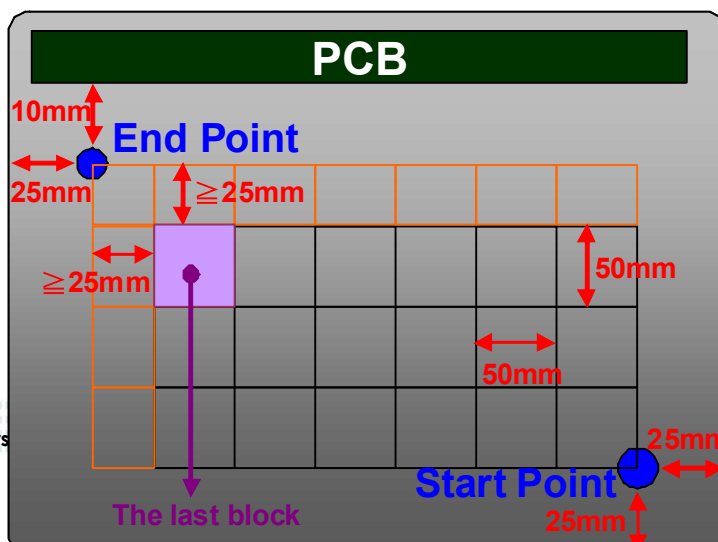 PCB
10mm
End Point
25mm
≧25mm
≧25mm
50mm
50mm
25mm
Start Point
25mm
The last block